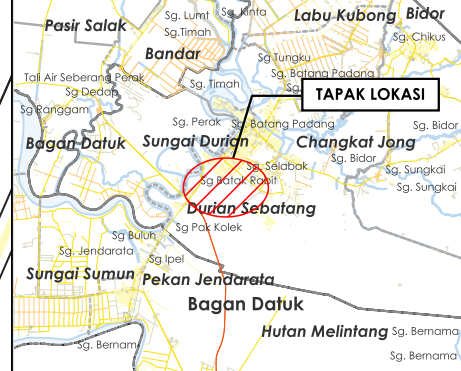 Sg. Lumt
Sg. Kinta
Labu Kubong
Bidor
Pasir Salak
Sg.Timah
Sg. Chikus
Bandar
Sg Tungku
Tali Air Seberang Perak
Sg. Batang Padang
Sg. Timah
Sg Dedap
Sg.
TAPAK LOKASI
Sg Ranggam
Sg. Perak
Sg. Batang Padang
Sg. Bidor
Bagan Datuk
Sungai Durian
Changkat Jong
Sg. Selabak
Sg. Bidor
Sg. Sungkai
Sg Batak Rabit
Sg. Sungkai
Durian Sebatang
Sg Pak Kolek
Sg Buluh
Sg. Jendarata
Sg Ipel
Sungai Sumun
Pekan Jendarata
Bagan Datuk
Hutan Melintang
Sg. Bernama
Sg. Bernam
Sg. Bernama